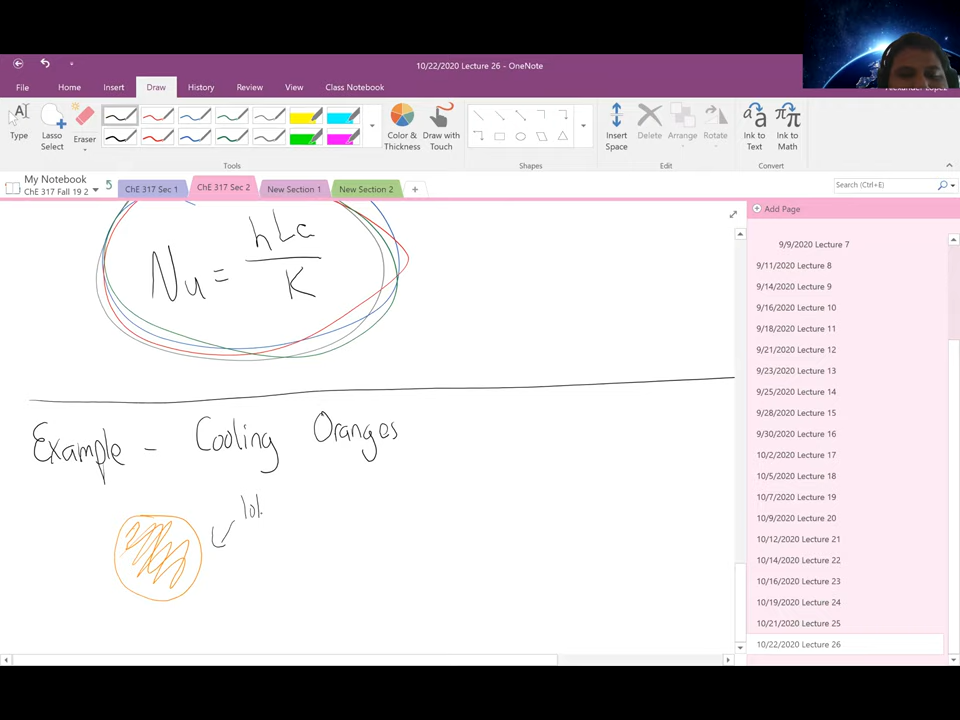 10/22/2020 Lecture 26 - OneNote
File Home Insert Draw History Review View Class Notebook
Type
Lasso Select
Eraser
Color & Thickness
Draw with Touch
Insert Space
Delete
Arrange
Rotate
Ink to Text
Ink to Math
Tools
Shapes
Edit
Convert
My Notebook
ChE 317 Fall 19 2
ChE 317 Sec 1
ChE 317 Sec 2
New Section 1
New Section 2
Search (Ctrl+E)
Add Page
9/9/2020 Lecture 7
9/11/2020 Lecture 8
9/14/2020 Lecture 9
9/16/2020 Lecture 10
9/18/2020 Lecture 11
9/21/2020 Lecture 12
9/23/2020 Lecture 13
9/25/2020 Lecture 14
9/28/2020 Lecture 15
9/30/2020 Lecture 16
10/2/2020 Lecture 17
10/5/2020 Lecture 18
10/7/2020 Lecture 19
10/9/2020 Lecture 20
10/12/2020 Lecture 21
10/14/2020 Lecture 22
10/16/2020 Lecture 23
10/19/2020 Lecture 24
10/21/2020 Lecture 25
10/22/2020 Lecture 26
Nu = hLc / K
Example - Cooling Oranges